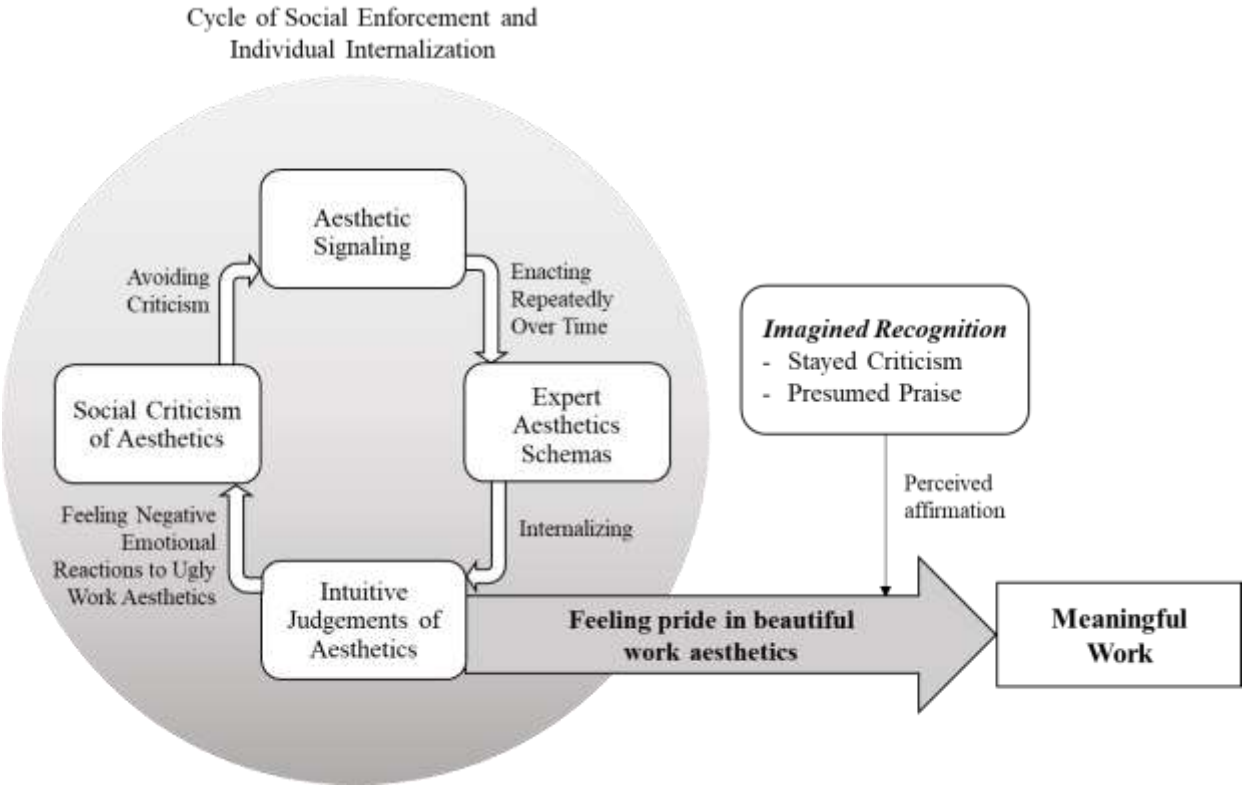 Cycle of Social Enforcement and
Individual Internalization
Aesthetic
Signaling
Avoiding
Criticism
Enacting
Repeatedly
Over Time
Social Criticism
of Aesthetics
Expert
Aesthetics
Schemas
Imagined Recognition
- Stayed Criticism
- Presumed Praise
Feeling Negative
Emotional
Reactions to Ugly
Work Aesthetics
Internalizing
Perceived
affirmation
Intuitive
Judgements of
Aesthetics
Feeling pride in beautiful
work aesthetics
Meaningful
Work